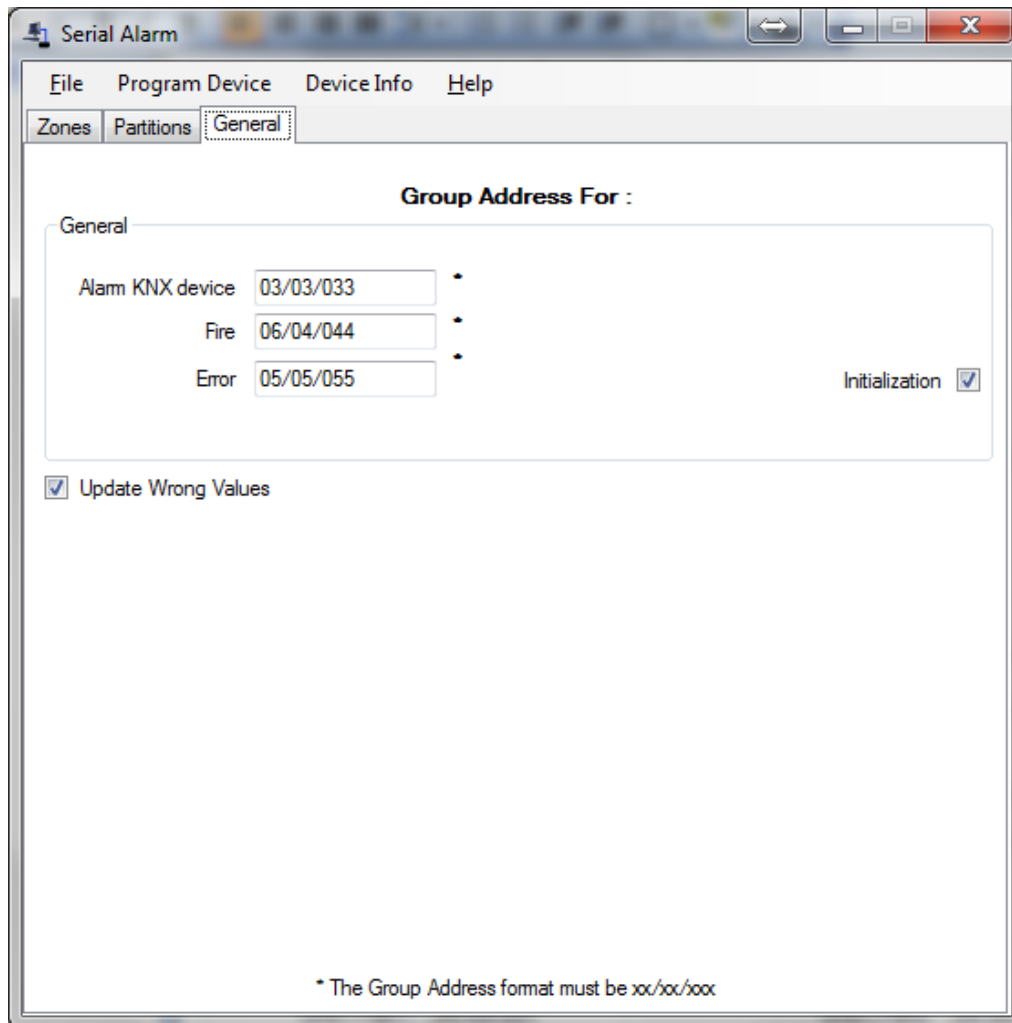 Serial Alarm
File Program Device Device Info Help
Zones Partitions General
Group Address For :
General
Alarm KNX device 03/03/033 *
Fire 06/04/044 *
Error 05/05/055 *
Initialization
Update Wrong Values
* The Group Address format must be xx/xx/xxx